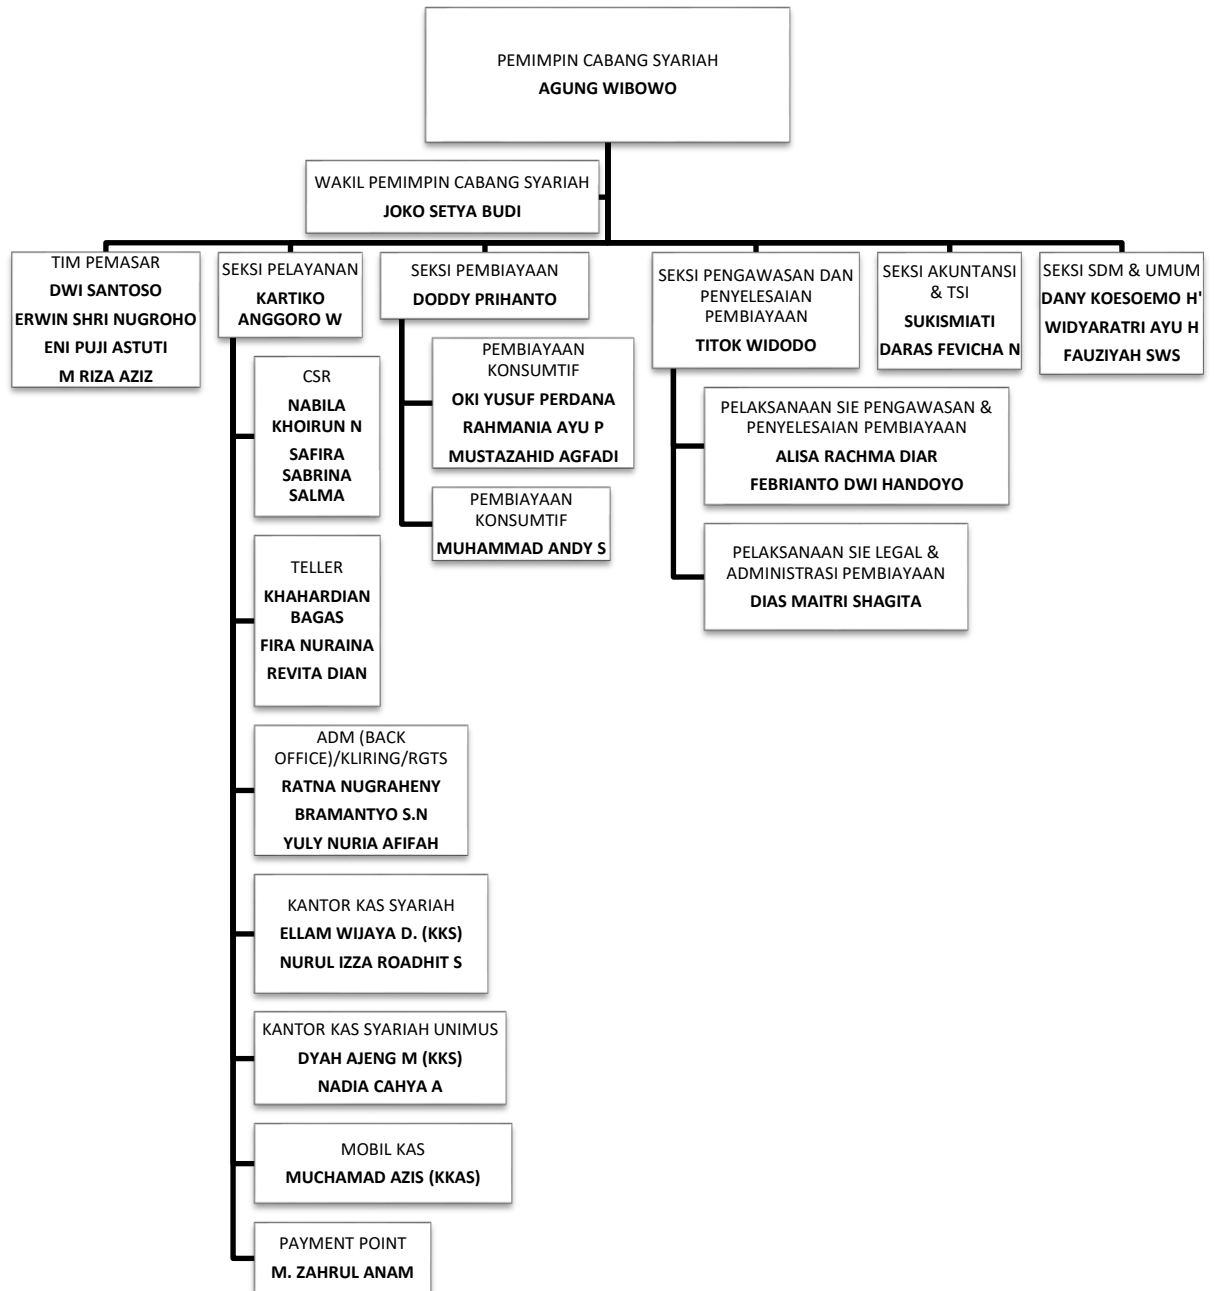 PEMIMPIN CABANG SYARIAH
AGUNG WIBOWO
WAKIL PEMIMPIN CABANG SYARIAH
JOKO SETYA BUDI
TIM PEMASAR
DWI SANTOSO
ERWIN SHRI NUGROHO
ENI PUJI ASTUTI
M RIZA AZIZ
SEKSI PELAYANAN
KARTIKO
ANGGORO W
CSR
NABILA
KHOIRUN N
SAFIRA
SABRINA
SALMA
TELLER
KHAHARDIAN
BAGAS
FIRA NURAINA
REVITA DIAN
ADM (BACK
OFFICE)/KLIRING/RGTS
RATNA NUGRAHENY
BRAMANTYO S.N
YULY NURIA AFIFAH
KANTOR KAS SYARIAH
ELLAM WIJAYA D. (KKS)
NURUL IZZA ROADHIT S
KANTOR KAS SYARIAH UNIMUS
DYAH AJENG M (KKS)
NADIA CAHYA A
MOBIL KAS
MUCHAMAD AZIS (KKAS)
PAYMENT POINT
M. ZAHRUL ANAM
SEKSI PEMBIAYAAN
DODDY PRIHANTO
PEMBIAYAAN
KONSUMTIF
OKI YUSUF PERDANA
RAHMANIA AYU P
MUSTAZAHID AGFADI
PEMBIAYAAN
KONSUMTIF
MUHAMMAD ANDY S
SEKSI PENGAWASAN DAN
PENYELESAIAN
PEMBIAYAAN
TITOK WIDODO
PELAKSANAAN SIE PENGAWASAN &
PENYELESAIAN PEMBIAYAAN
ALISA RACHMA DIAR
FEBRIANTO DWI HANDOYO
PELAKSANAAN SIE LEGAL &
ADMINISTRASI PEMBIAYAAN
DIAS MAITRI SHAGITA
SEKSI AKUNTANSI
& TSI
SUKISMIATI
DARAS FEVICHA N
SEKSI SDM & UMUM
DANY KOESOEMO H'
WIDYARATRI AYU H
FAUZIYAH SWS